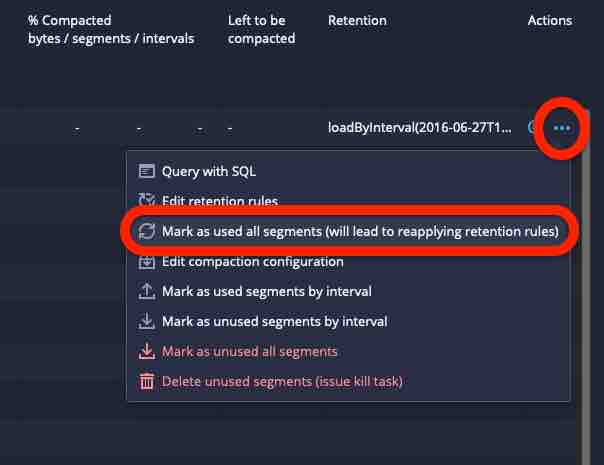 % Compacted
bytes / segments / intervals
Left to be
compacted
Retention
Actions
- - - - loadByInterval(2016-06-27T1...
Query with SQL
Edit retention rules
Mark as used all segments (will lead to reapplying retention rules)
Edit compaction configuration
Mark as used segments by interval
Mark as unused segments by interval
Mark as unused all segments
Delete unused segments (issue kill task)